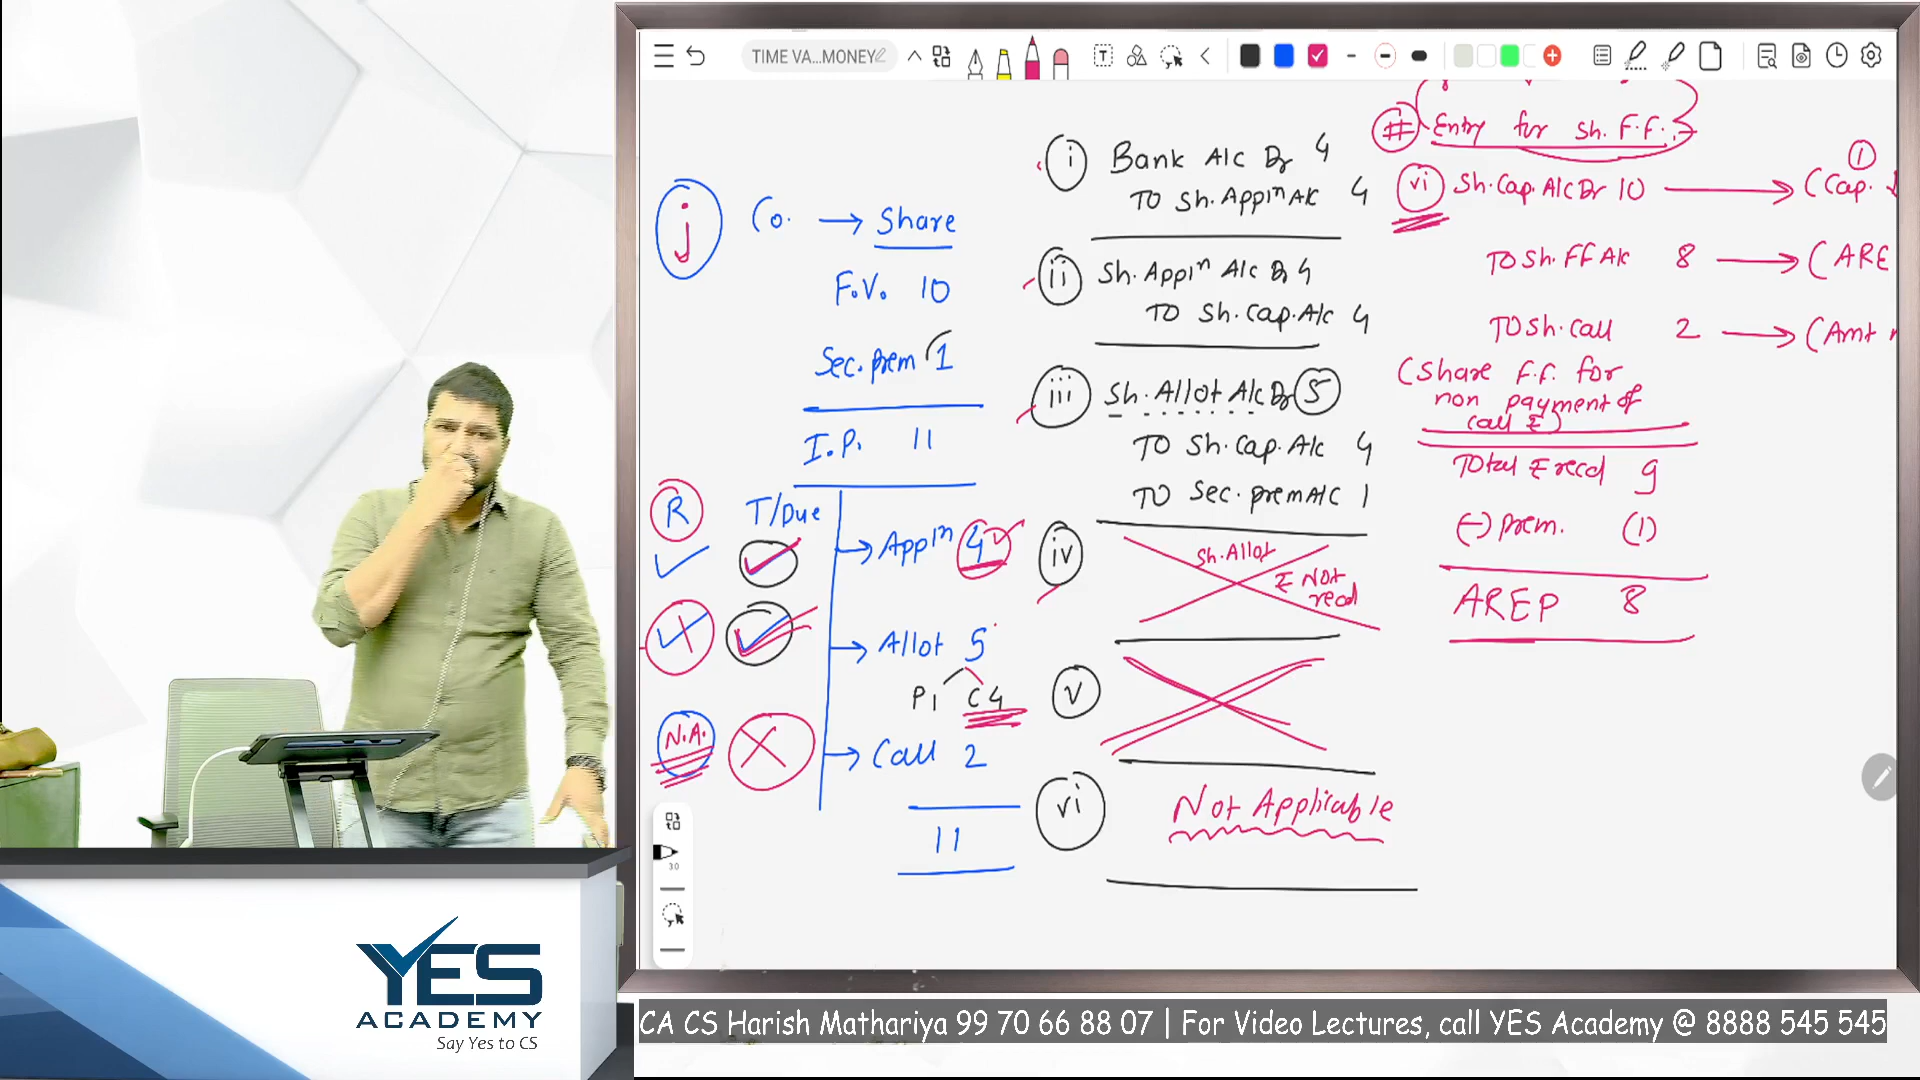 TIME VA...MONEY
j
Co. → Share
F.V. 10
Sec. prem 1
I.P. 11
R T/Due
Appln 4
Allot 5
P1 C4
N.A.
Call 2
11
i Bank A/c Dr 4
To Sh. Appln A/c 4
ii Sh. Appln A/c Dr 4
To Sh. Cap. A/c 4
iii Sh. Allot A/c Dr 5
To Sh. Cap. A/c 4
To Sec. prem A/c 1
iv Sh. Allot
₹ Not
recd
v
vi Not Applicable
# Entry for Sh. F.F.
1
vi Sh. Cap. A/c Dr 10 → (Cap.
To Sh. FF A/c 8 → (ARE
To Sh. Call 2 → (Amt
(Share F.F. for
non payment of
Call ₹)
Total ₹ recd 9
(-) prem. (1)
AREP 8
30
YES
ACADEMY
Say Yes to CS
CA CS Harish Mathariya 99 70 66 88 07 | For Video Lectures, call YES Academy @ 8888 545 545